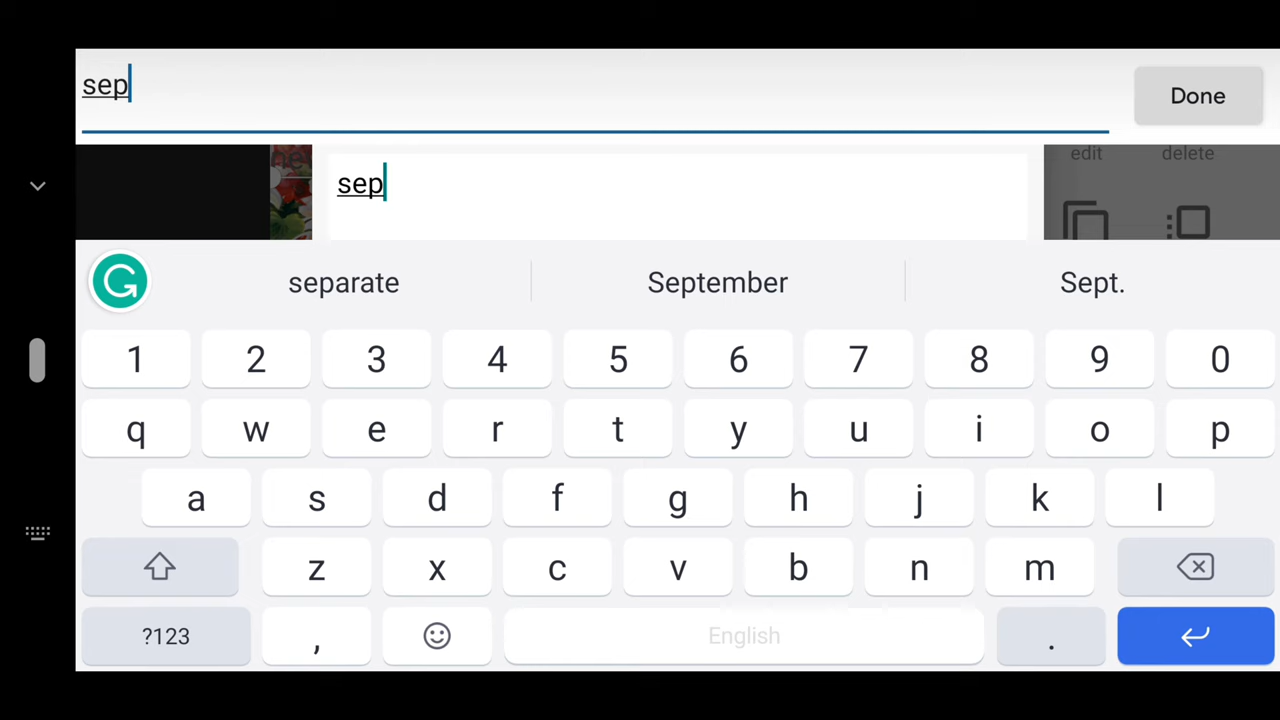 sep
Done
edit delete
sep
separate September Sept.
1 2 3 4 5 6 7 8 9 0
q w e r t y u i o p
a s d f g h j k l
z x c v b n m
?123 , English .